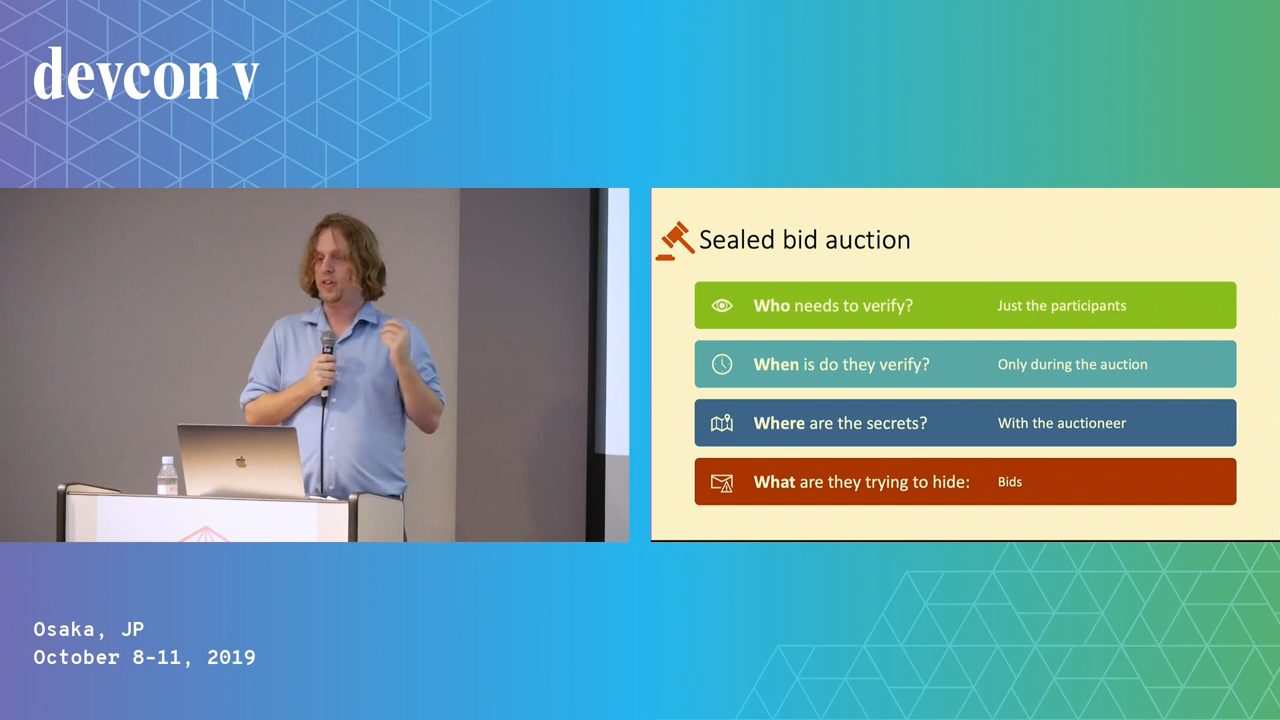 devcon v
Sealed bid auction
Who needs to verify? Just the participants
When is do they verify? Only during the auction
Where are the secrets? With the auctioneer
What are they trying to hide: Bids
Osaka, JP
October 8-11, 2019